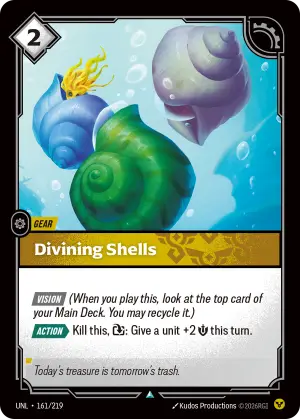 2
GEAR
Divining Shells
VISION (When you play this, look at the top card of
your Main Deck. You may recycle it.)
ACTION Kill this, : Give a unit +2 this turn.
Today's treasure is tomorrow's trash.
UNL • 161/219
Kudos Productions ©2026RGI